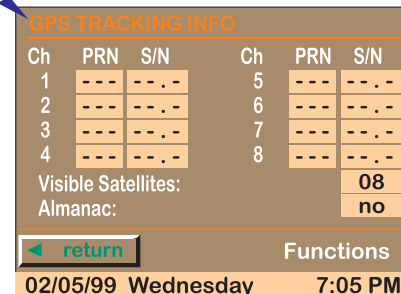 GPS TRACKING INFO
Ch PRN S/N Ch PRN S/N
1 --- --.- 5 --- --.-
2 --- --.- 6 --- --.-
3 --- --.- 7 --- --.-
4 --- --.- 8 --- --.-
Visible Satellites: 08
Almanac: no
◄ return Functions
02/05/99 Wednesday 7:05 PM